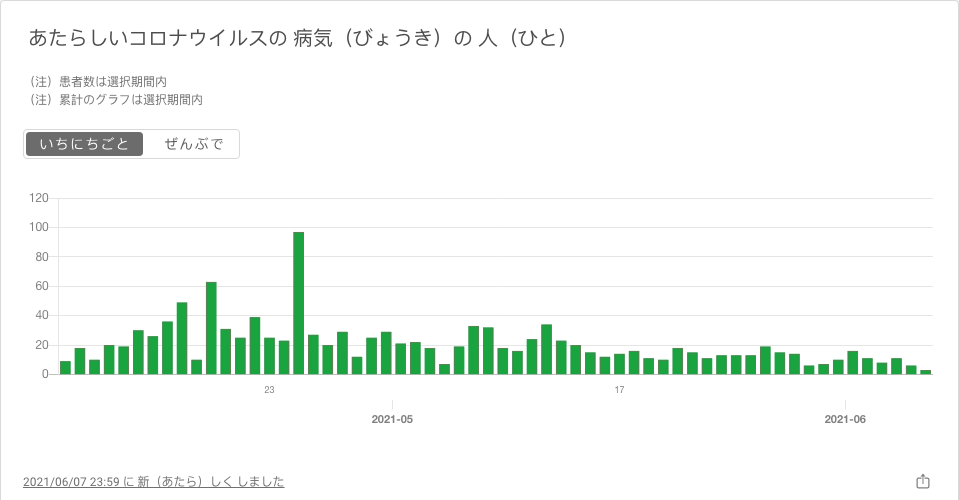 あたらしいコロナウイルスの 病気（びょうき）の 人（ひと）
（注）患者数は選択期間内
（注）累計のグラフは選択期間内
いちにちごと ぜんぶで
120
100
80
60
40
20
0
23 17
2021-05 2021-06
2021/06/07 23:59 に 新（あたら）しく しました